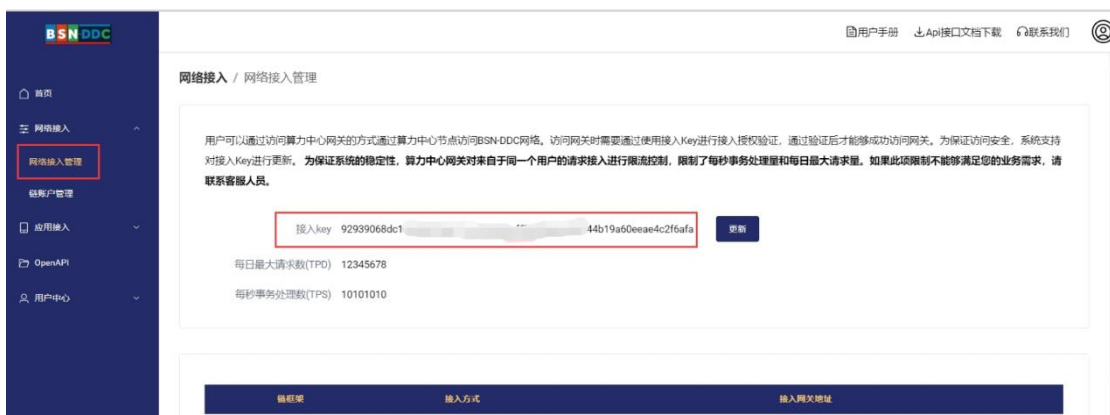 BSN DDC
用户手册 Api接口文档下载 联系我们
网络接入 / 网络接入管理
首页
网络接入
网络接入管理
链账户管理
应用接入
OpenAPI
用户中心
用户可以通过访问算力中心网关的方式通过算力中心节点访问BSN-DDC网络。访问网关时需要通过使用接入Key进行接入授权验证，通过验证后才能够成功访问网关。为保证访问安全，系统支持
对接入Key进行更新。为保证系统的稳定性，算力中心网关对来自于同一个用户的请求接入进行限流控制，限制了每秒事务处理量和每日最大请求量。如果此项限制不能够满足您的业务需求，请
联系客服人员。
接入key 92939068dc1 44b19a60eeae4c2f6afa 更新
每日最大请求数(TPD) 12345678
每秒事务处理数(TPS) 10101010
链框架 接入方式 接入网关地址